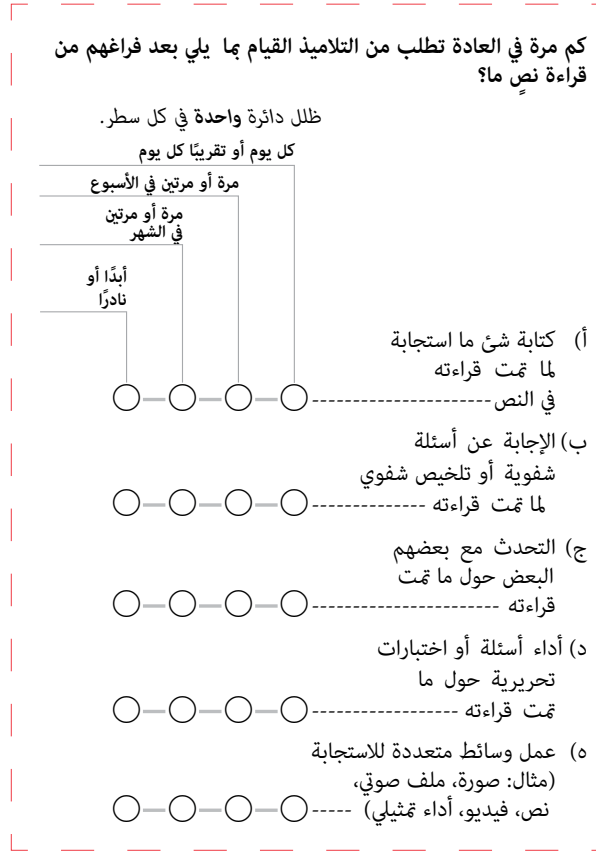 كم مرة في العادة تطلب من التلاميذ القيام بما يلي بعد فراغهم من
قراءة نصٍ ما؟
ظلل دائرة واحدة في كل سطر.
كل يوم أو تقريبًا كل يوم
مرة أو مرتين في الأسبوع
مرة أو مرتين
في الشهر
أبدًا أو
نادرًا
أ) كتابة شئ ما استجابة
لما تمت قراءته
في النص
ب) الإجابة عن أسئلة
شفوية أو تلخيص شفوي
لما تمت قراءته
ج) التحدث مع بعضهم
البعض حول ما تمت
قراءته
د) أداء أسئلة أو اختبارات
تحريرية حول ما
تمت قراءته
ه) عمل وسائط متعددة للاستجابة
(مثال: صورة، ملف صوتي،
نص، فيديو، أداء تمثيلي)